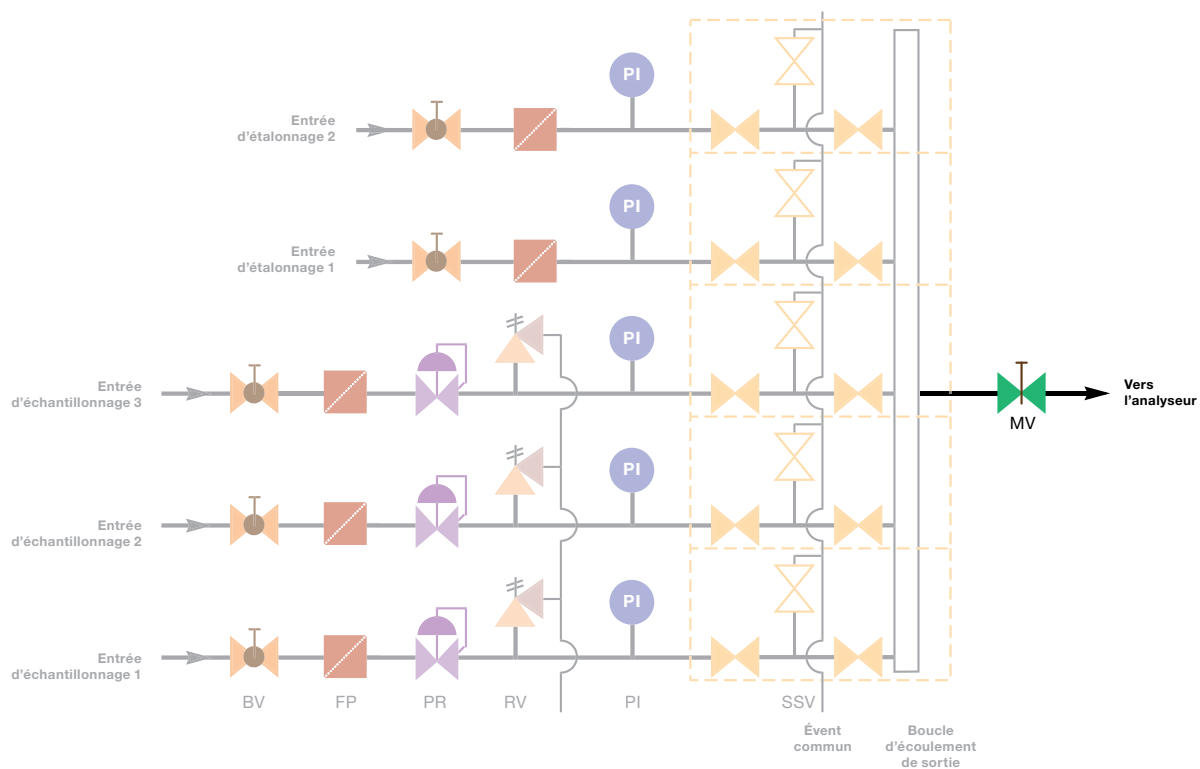 PI
Entrée
d'étalonnage 2
PI
Entrée
d'étalonnage 1
PI
Entrée
d'échantillonnage 3
Vers
l'analyseur
MV
PI
Entrée
d'échantillonnage 2
PI
Entrée
d'échantillonnage 1
BV
FP
PR
RV
PI
SSV
Évent
commun
Boucle
d'écoulement
de sortie